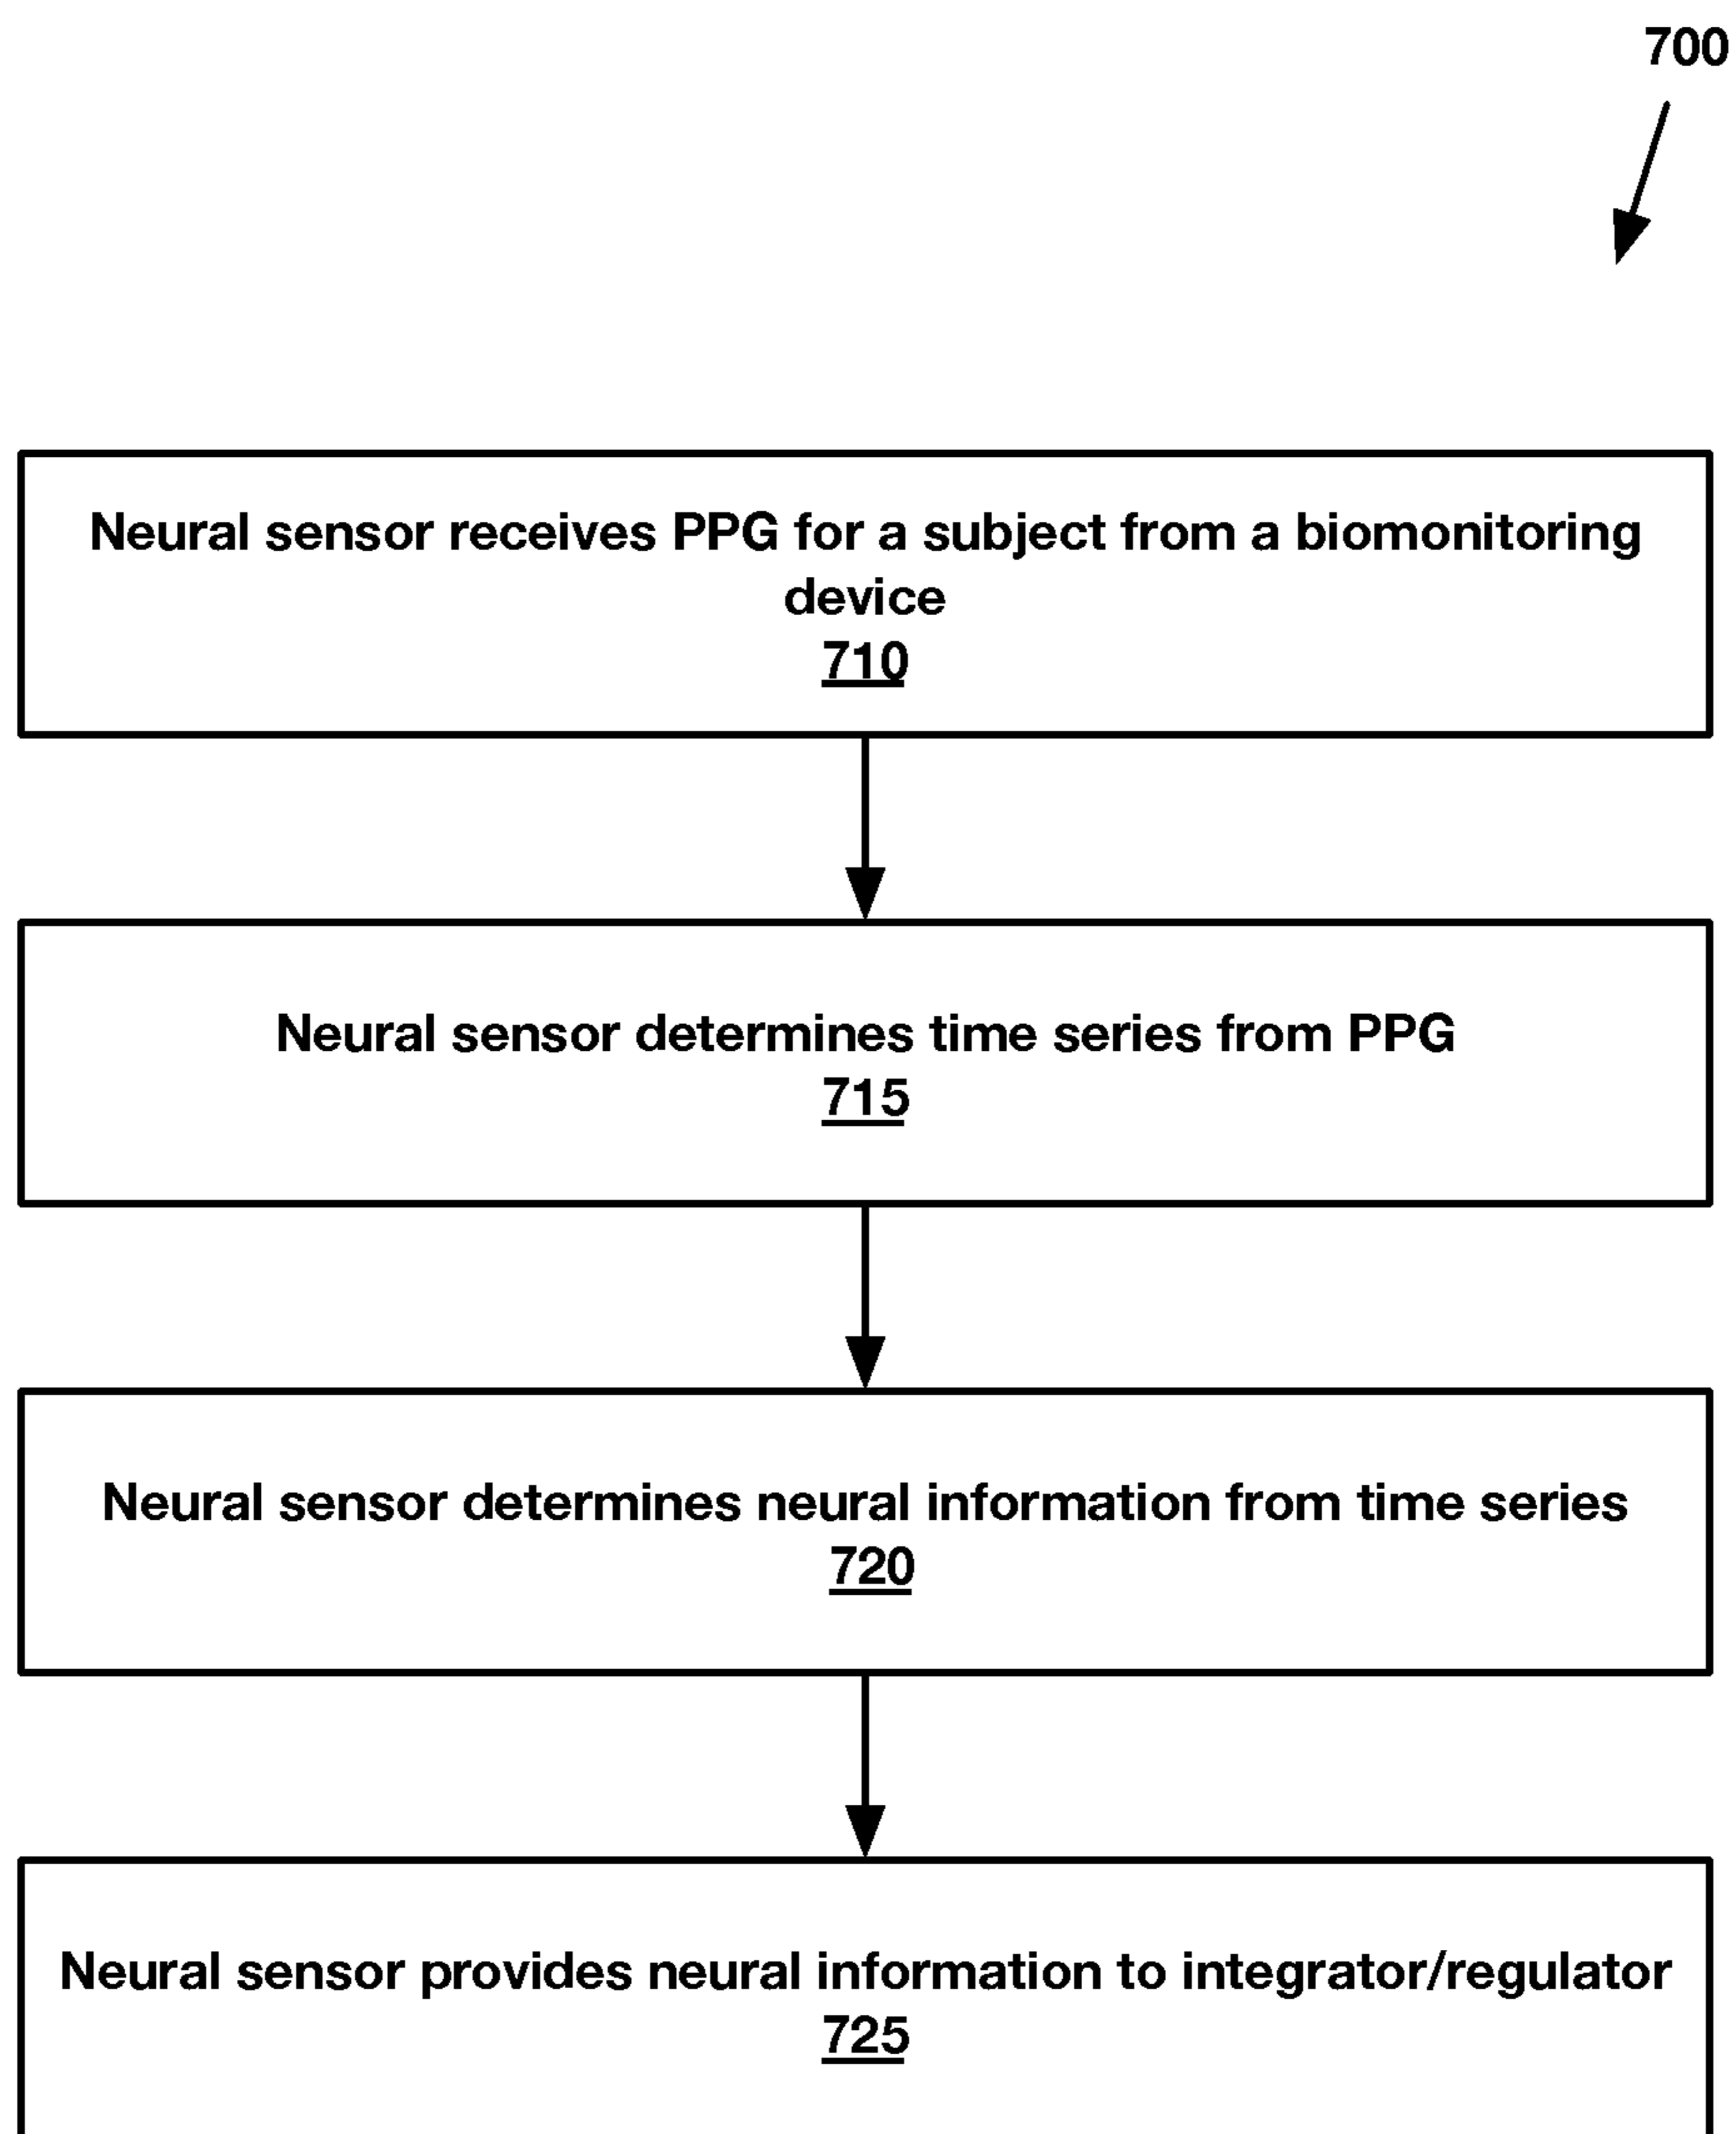 700
Neural sensor receives PPG for a subject from a biomonitoring
device
710
Neural sensor determines time series from PPG
715
Neural sensor determines neural information from time series
720
Neural sensor provides neural information to integrator/regulator
725